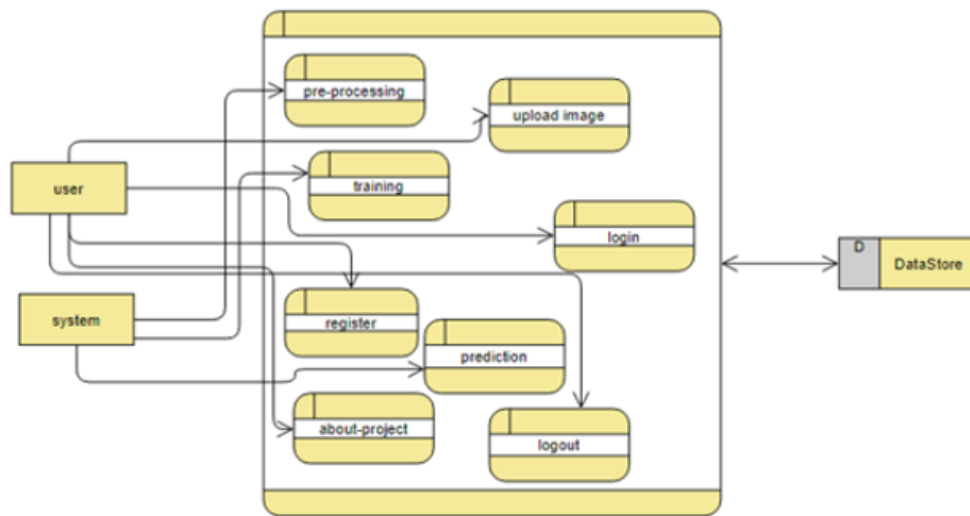 pre-processing
upload image
user
training
login
D
DataStore
system
register
prediction
about-project
logout